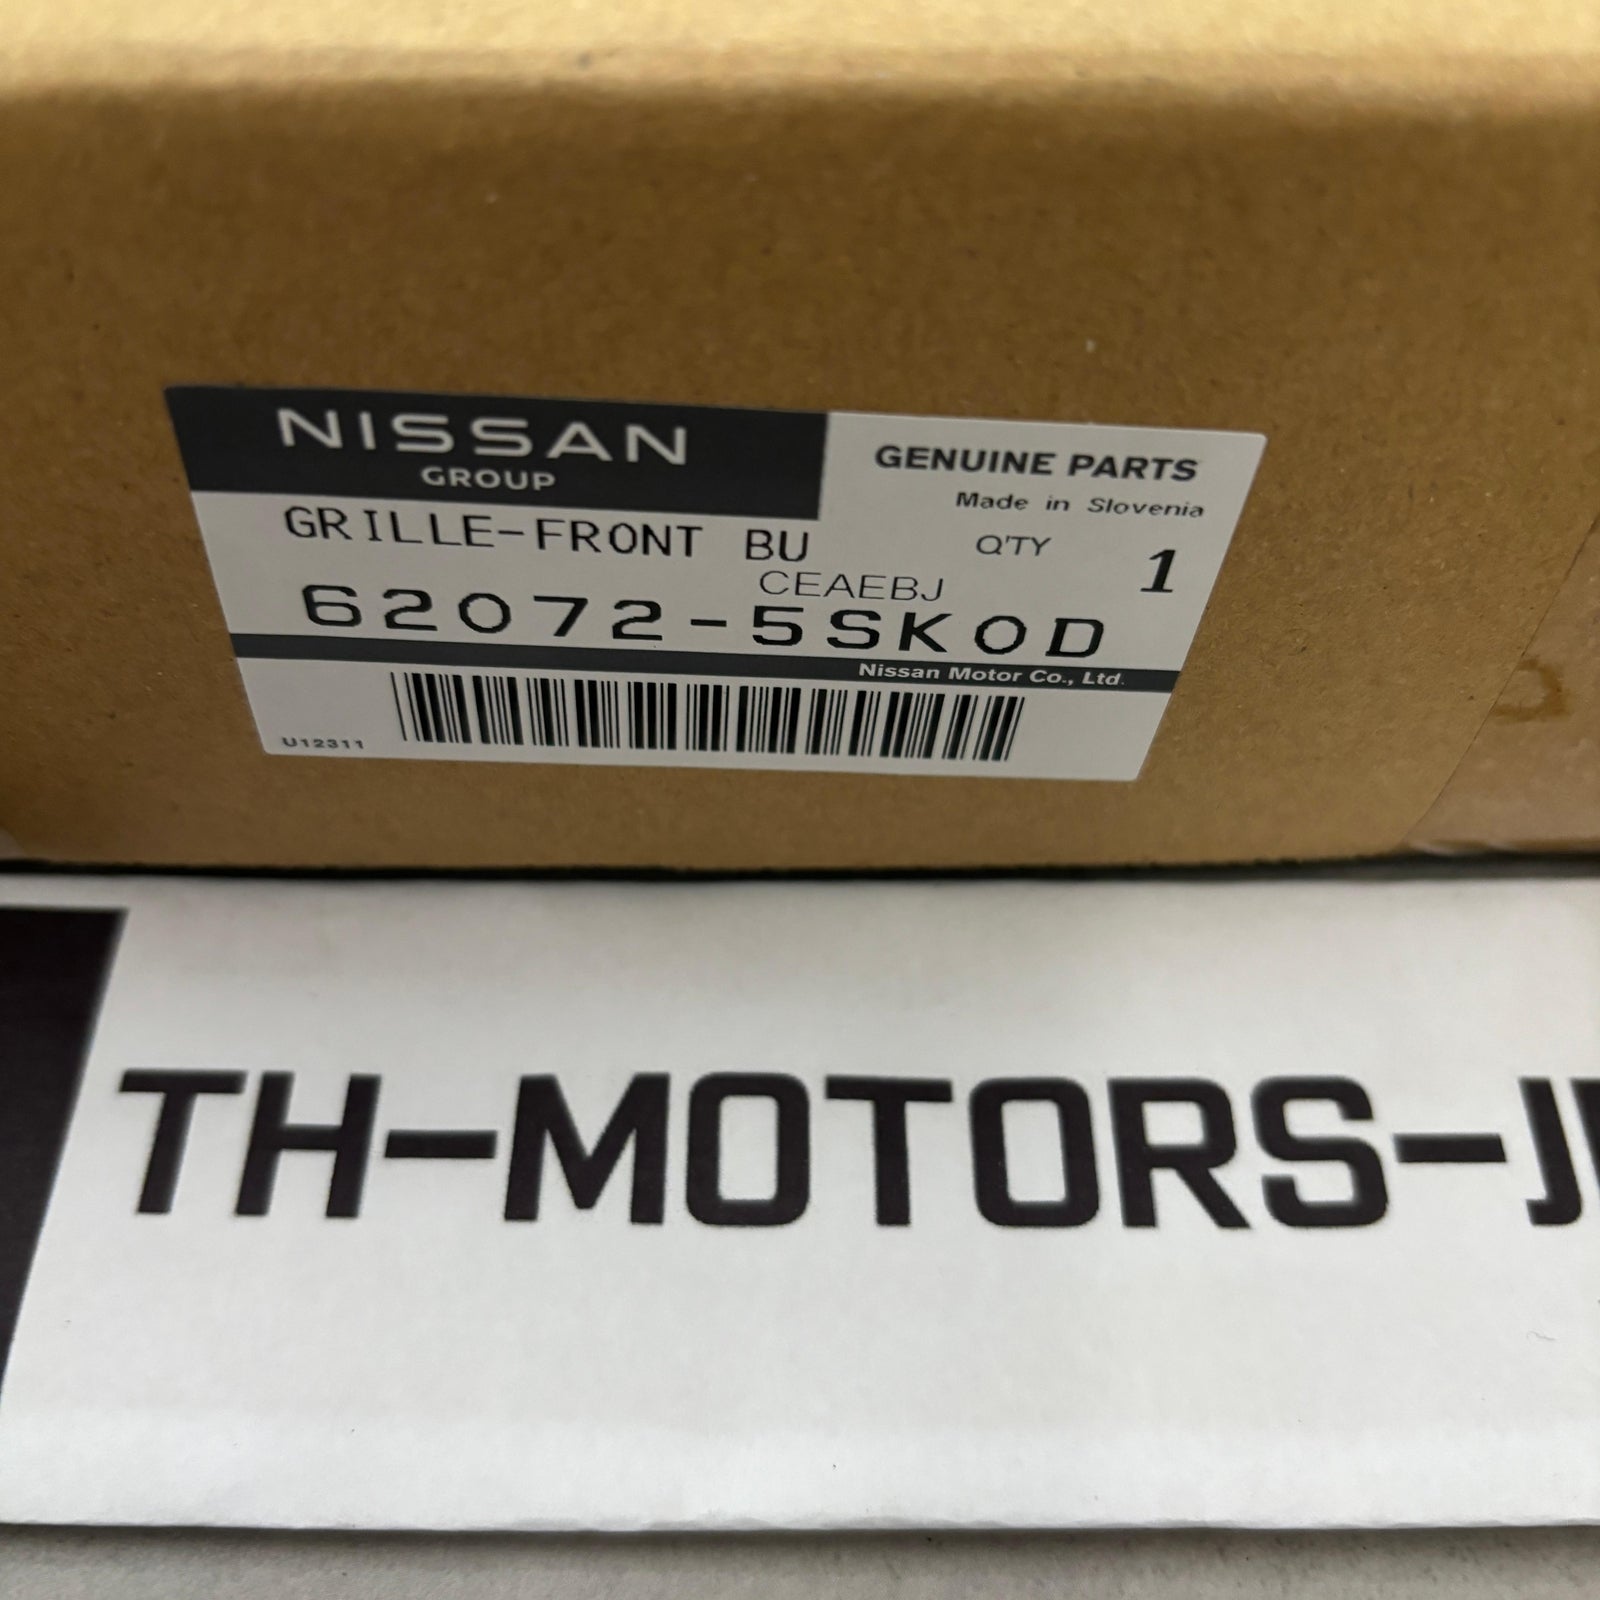 NISSAN
GROUP
GENUINE PARTS
Made in Slovenia
GRILLE-FRONT BU
Q'TY 1
CEAEBJ
62072-5SK0D
Nissan Motor Co., Ltd.
U12311
TH-MOTORS-J